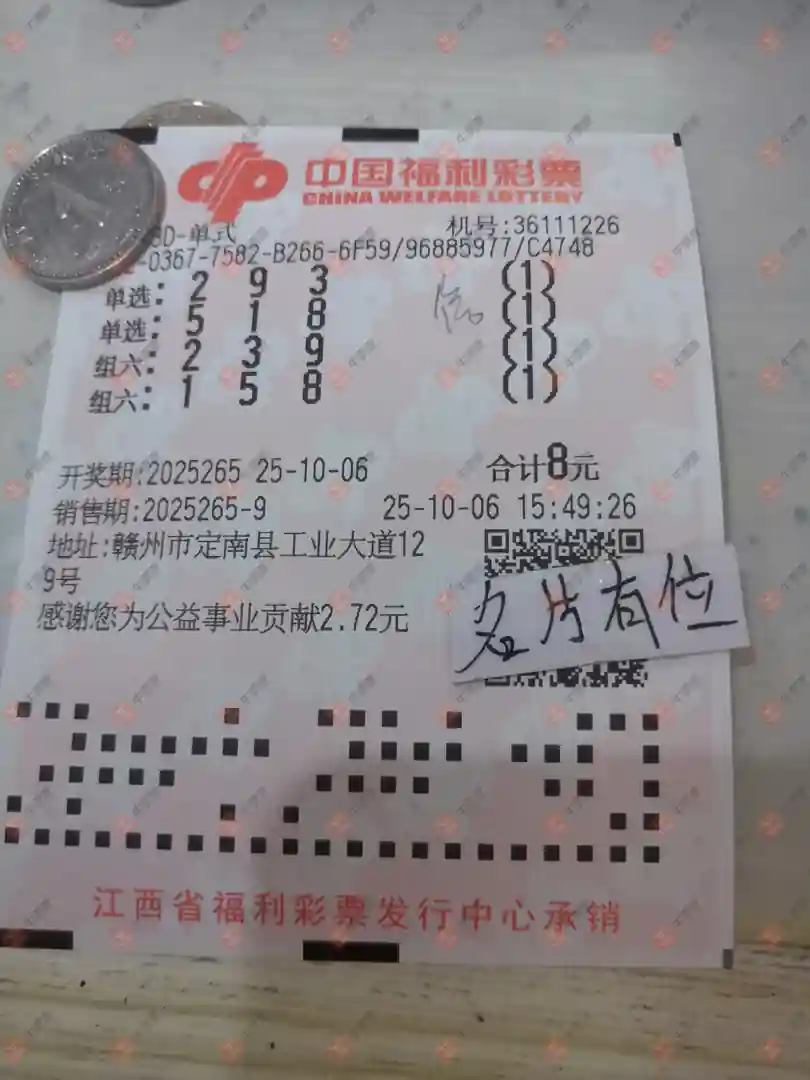 中国福利彩票
CHINA WELFARE LOTTERY
3D-单式 机号:36111226
-0367-7582-B266-6F59/96885977/C4748
单选: 2 9 3 (1)
单选: 5 1 8 (1)
组六: 2 3 9 (1)
组六: 1 5 8 (1)
开奖期:2025265 25-10-06 合计8元
销售期:2025265-9 25-10-06 15:49:26
地址:赣州市定南县工业大道12
9号
感谢您为公益事业贡献2.72元
名片有位
江西省福利彩票发行中心承销